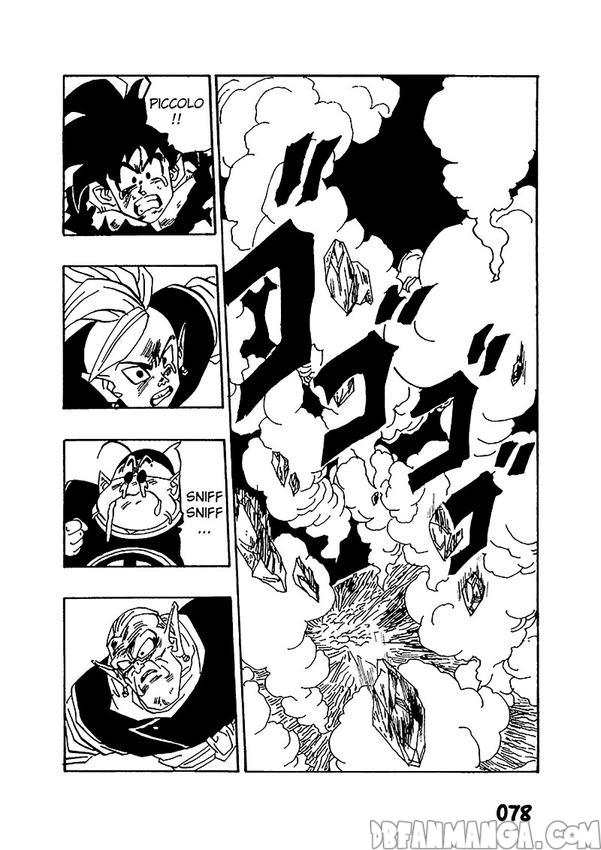 PICCOLO
!!
SNIFF
SNIFF
...
ゴゴゴゴ
078
DBFANMANGA.COM